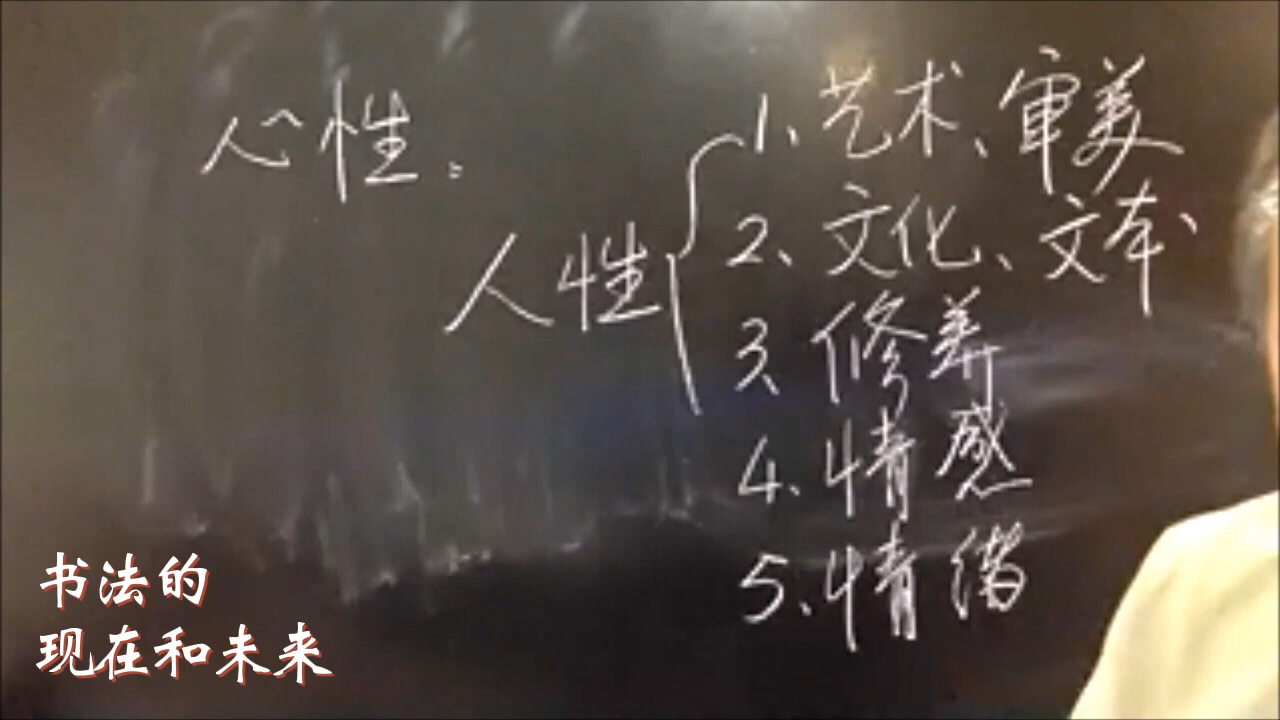 心性：
人性
1、艺术、审美
2、文化、文本、
3、修养
4、情感
5、情绪
书法的
现在和未来